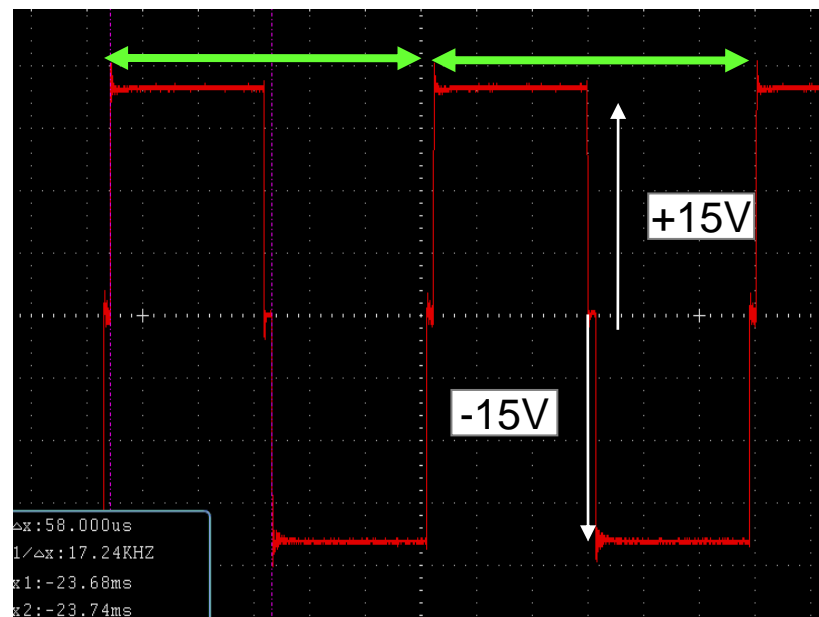 +15V
-15V
△x:58.000us
1/△x:17.24KHZ
x1:-23.68ms
x2:-23.74ms